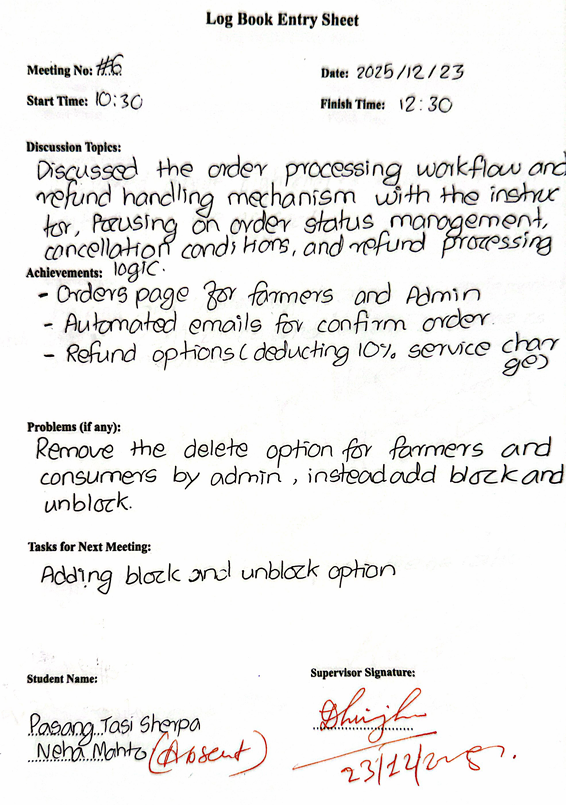 Log Book Entry Sheet
Meeting No: #6
Date: 2025/12/23
Start Time: 10:30
Finish Time: 12:30
Discussion Topics:
Discussed the order processing workflow and
refund handling mechanism with the instruc
tor, Focusing on order status management,
cancellation conditions, and refund processing
logic.
Achievements:
- Orders page for farmers and Admin
- Automated emails for confirm order.
- Refund options (deducting 10% service char
ge)
Problems (if any):
Remove the delete option for farmers and
consumers by admin, instead add block and
unblock.
Tasks for Next Meeting:
Adding block and unblock option
Student Name:
Supervisor Signature:
Pasang Tasi Sherpa
Neha Mahto (Absent)
23/12/2025.